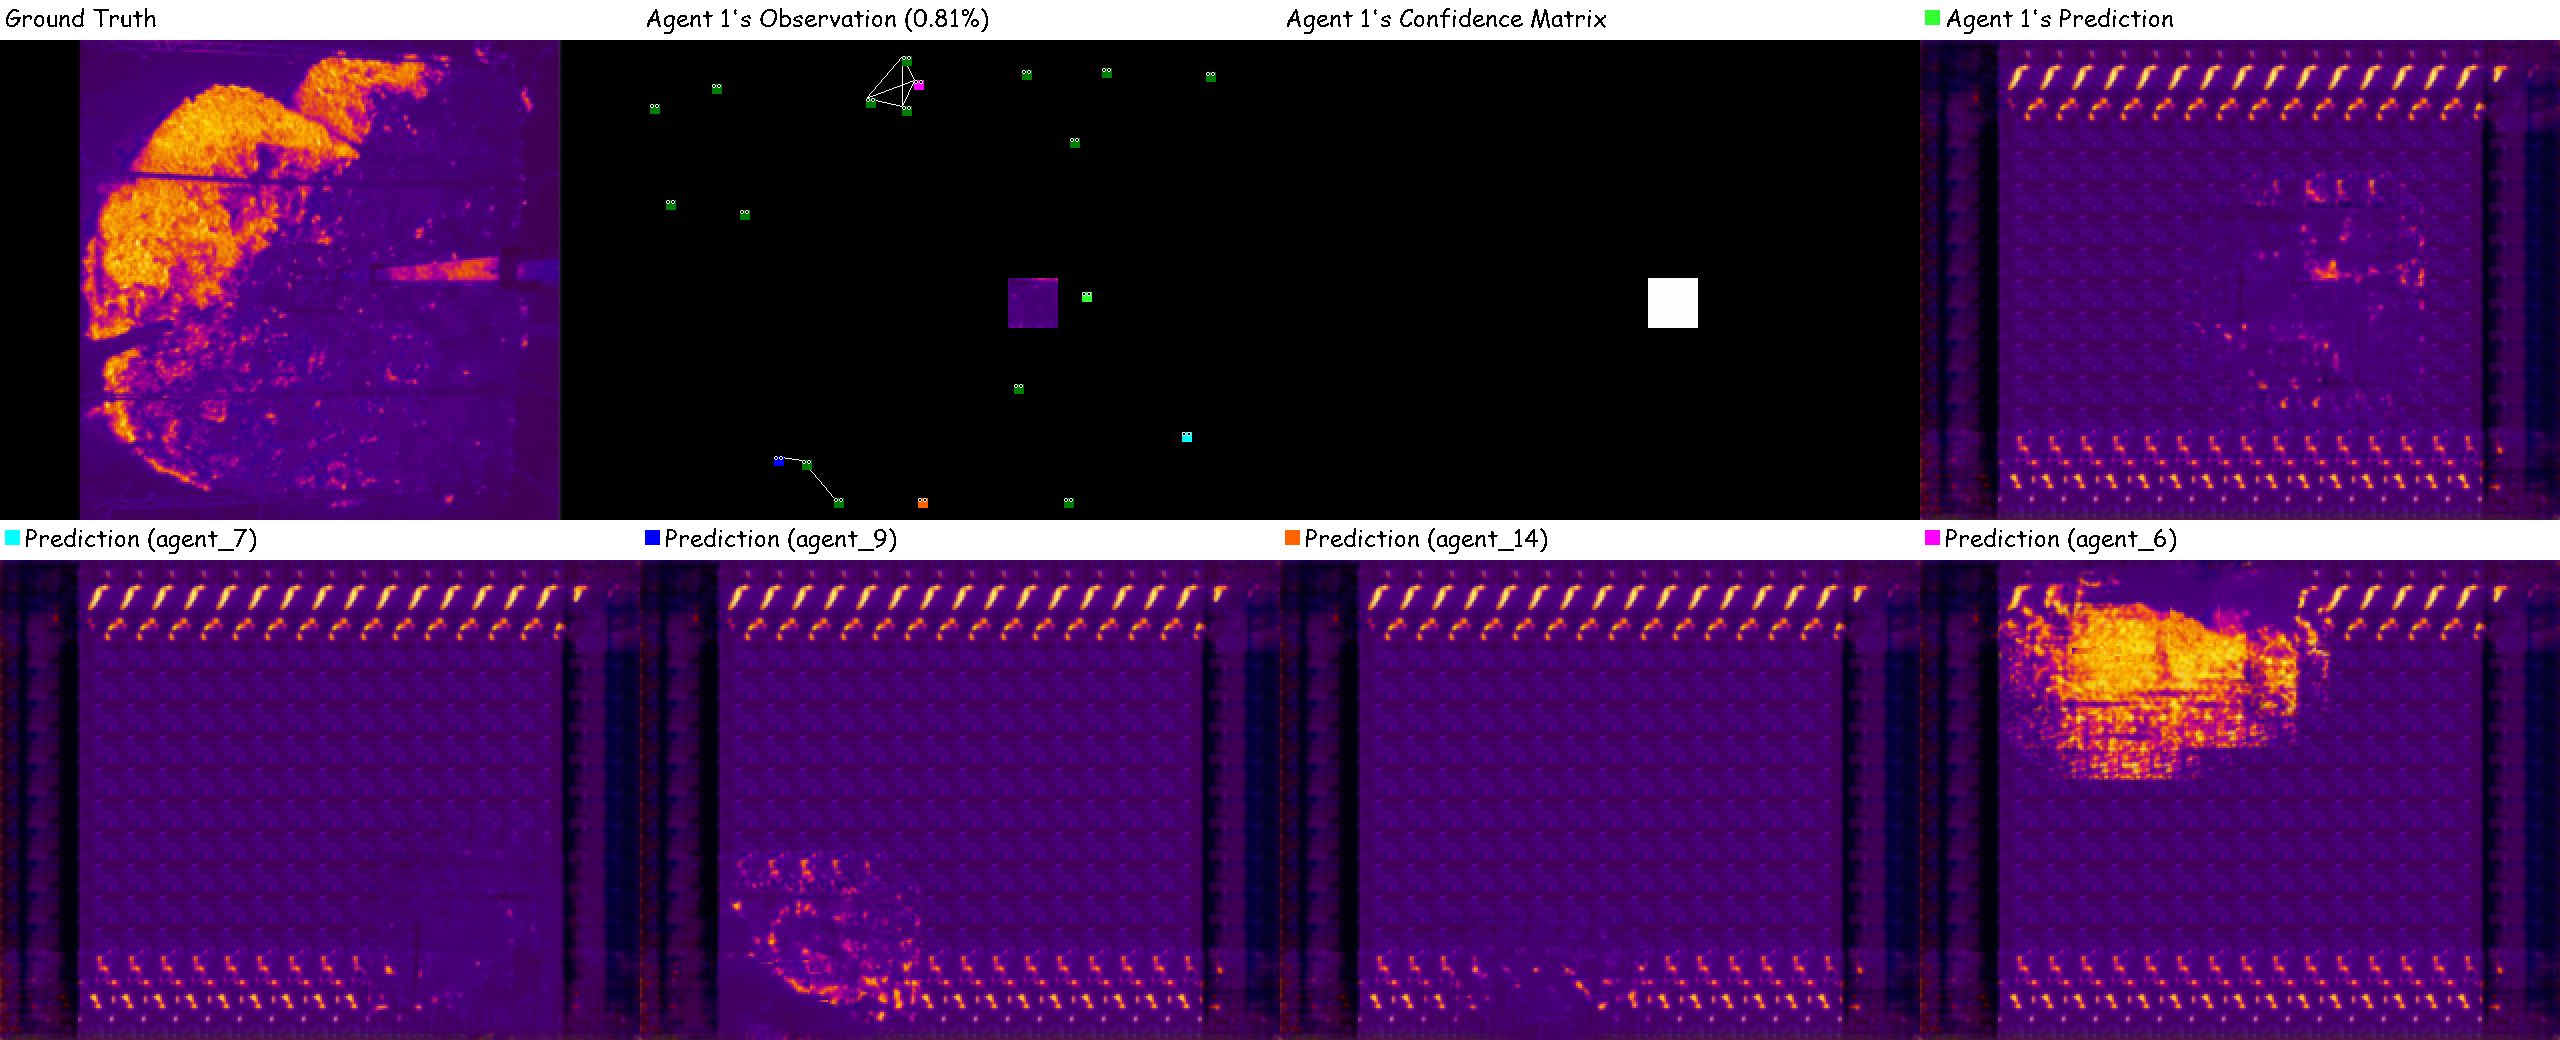 Ground Truth
Agent 1's Observation (0.81%)
Agent 1's Confidence Matrix
Agent 1's Prediction
Prediction (agent_7)
Prediction (agent_9)
Prediction (agent_14)
Prediction (agent_6)